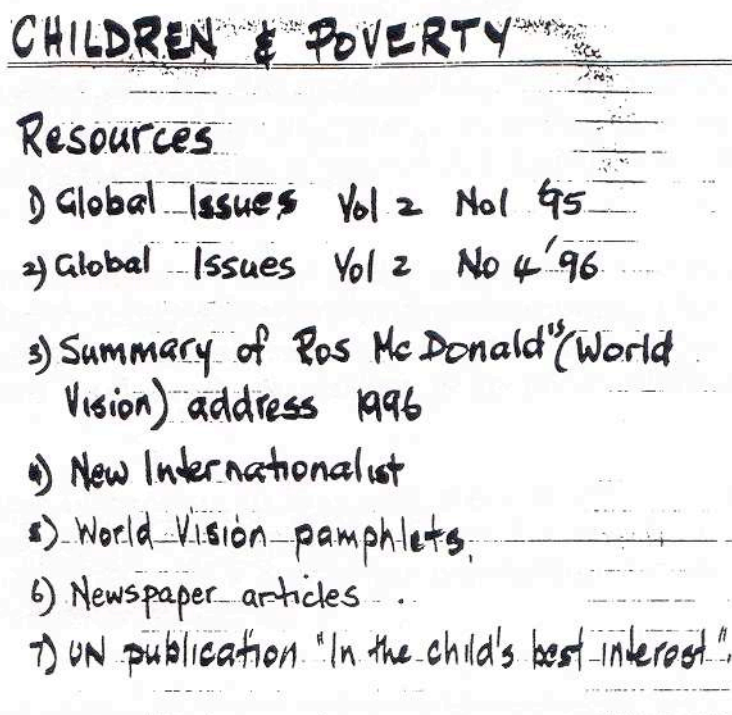 CHILDREN & POVERTY
Resources
1) Global Issues Vol 2 No1 '95
2) Global Issues Vol 2 No 4 '96
3) Summary of Ros McDonald's (World
Vision) address 1996
4) New Internationalist
5) World Vision pamphlets.
6) Newspaper articles.
7) UN publication "In the child's best interest".